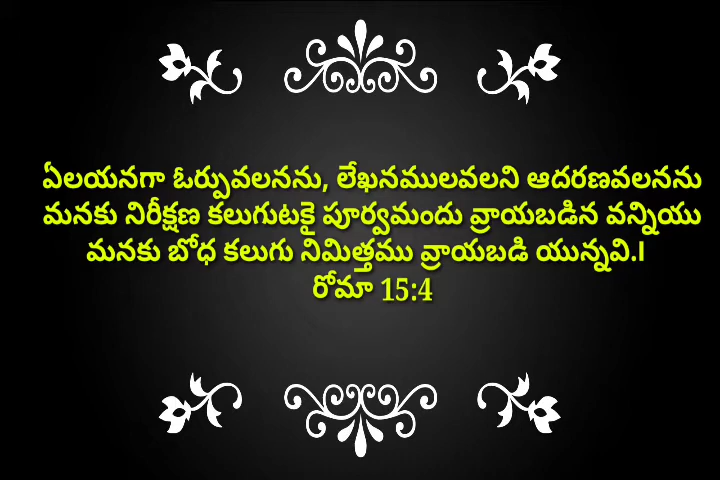 ఏలయనగా ఓర్పువలనను, లేఖనములవలని ఆదరణవలనను
మనకు నిరీక్షణ కలుగుటకై పూర్వమందు వ్రాయబడిన వన్నియు
మనకు బోధ కలుగు నిమిత్తము వ్రాయబడి యున్నవి.।
రోమా 15:4